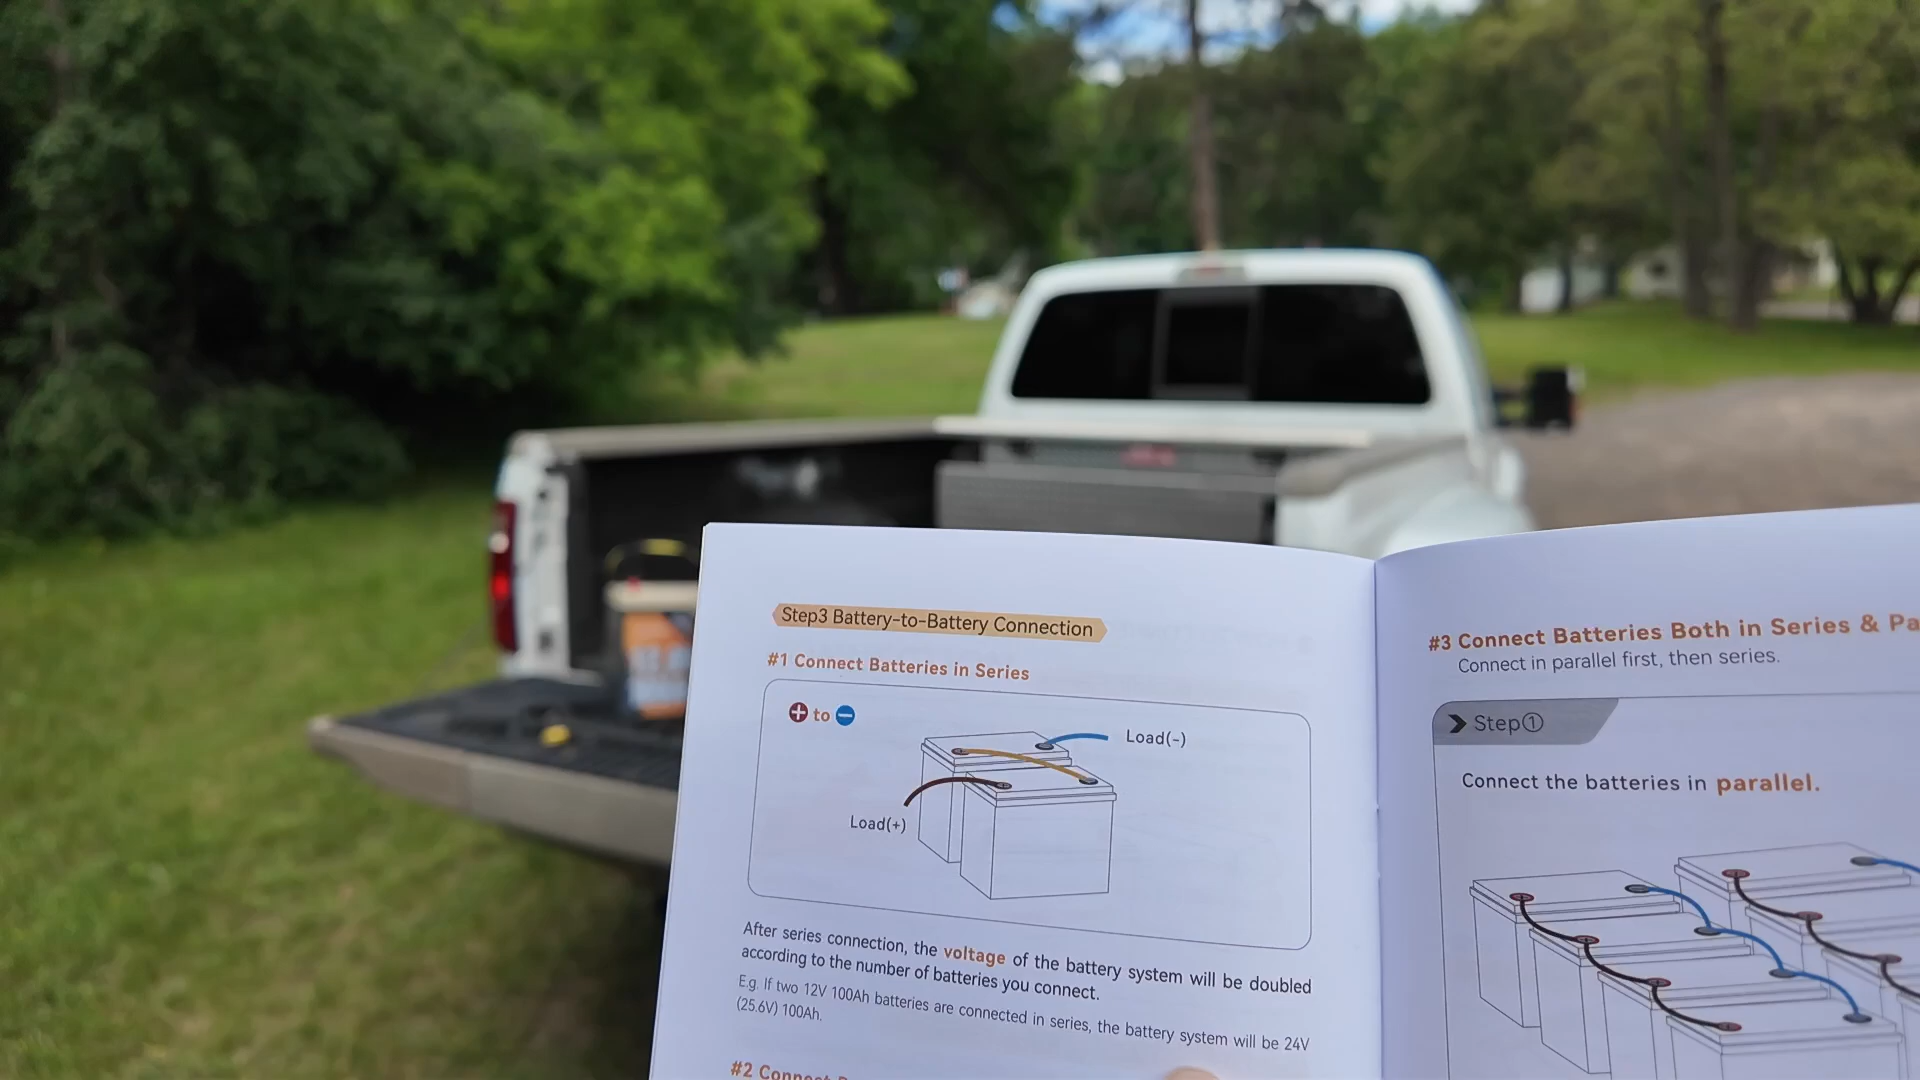 Step3 Battery-to-Battery Connection
#1 Connect Batteries in Series
+ to −
Load(-)
Load(+)
After series connection, the voltage of the battery system will be doubled
according to the number of batteries you connect.
E.g. If two 12V 100Ah batteries are connected in series, the battery system will be 24V
(25.6V) 100Ah.
#2 Connect
#3 Connect Batteries Both in Series & Pa
Connect in parallel first, then series.
Step①
Connect the batteries in parallel.